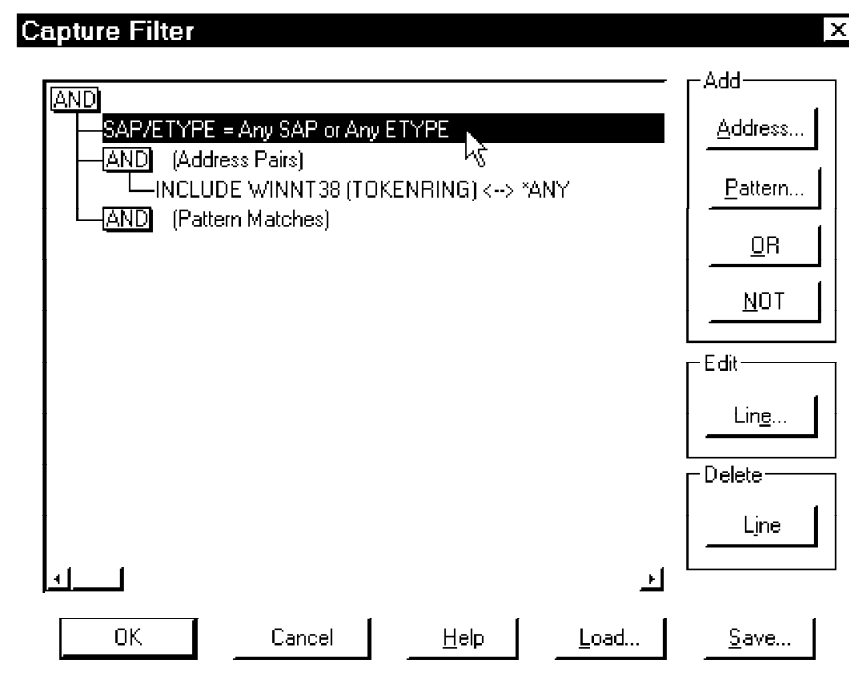 Capture Filter
AND
SAP/ETYPE = Any SAP or Any ETYPE
AND (Address Pairs)
INCLUDE WINNT38 (TOKENRING) <--> *ANY
AND (Pattern Matches)
Add
Address...
Pattern...
OR
NOT
Edit
Line...
Delete
Line
OK Cancel Help Load... Save...